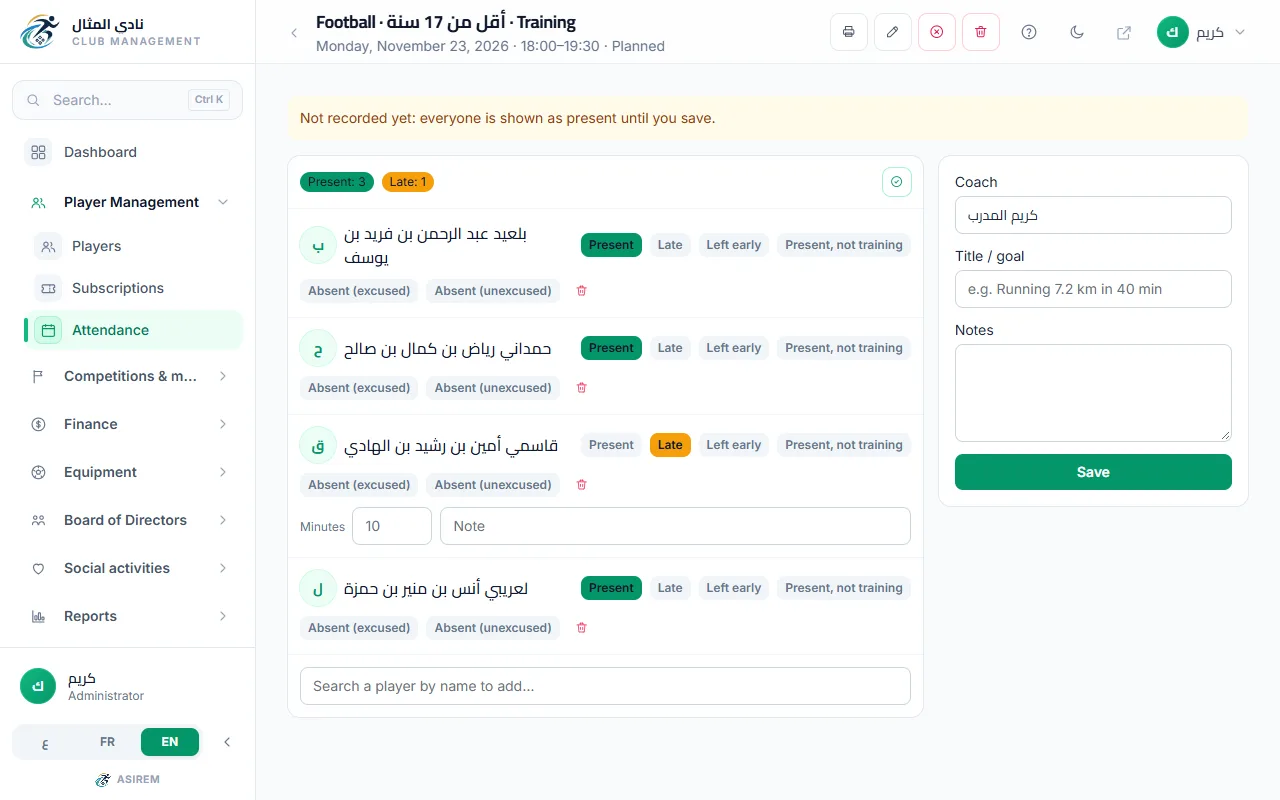 نادي المثال
CLUB MANAGEMENT
Search...
Ctrl K
Dashboard
Player Management
Players
Subscriptions
Attendance
Competitions & m...
Finance
Equipment
Board of Directors
Social activities
Reports
كريم
Administrator
ع
FR
EN
ASIREM
Football · أقل من 17 سنة · Training
Monday, November 23, 2026 · 18:00–19:30 · Planned
ك
كريم
Not recorded yet: everyone is shown as present until you save.
Present: 3
Late: 1
ب
بلعيد عبد الرحمن بن فريد بن
يوسف
Present
Late
Left early
Present, not training
Absent (excused)
Absent (unexcused)
ح
حمداني رياض بن كمال بن صالح
Present
Late
Left early
Present, not training
Absent (excused)
Absent (unexcused)
ق
قاسمي أمين بن رشيد بن الهادي
Present
Late
Left early
Present, not training
Absent (excused)
Absent (unexcused)
Minutes
10
Note
ل
لعريبي أنس بن منير بن حمزة
Present
Late
Left early
Present, not training
Absent (excused)
Absent (unexcused)
Search a player by name to add...
Coach
كريم المدرب
Title / goal
e.g. Running 7.2 km in 40 min
Notes
Save
ك